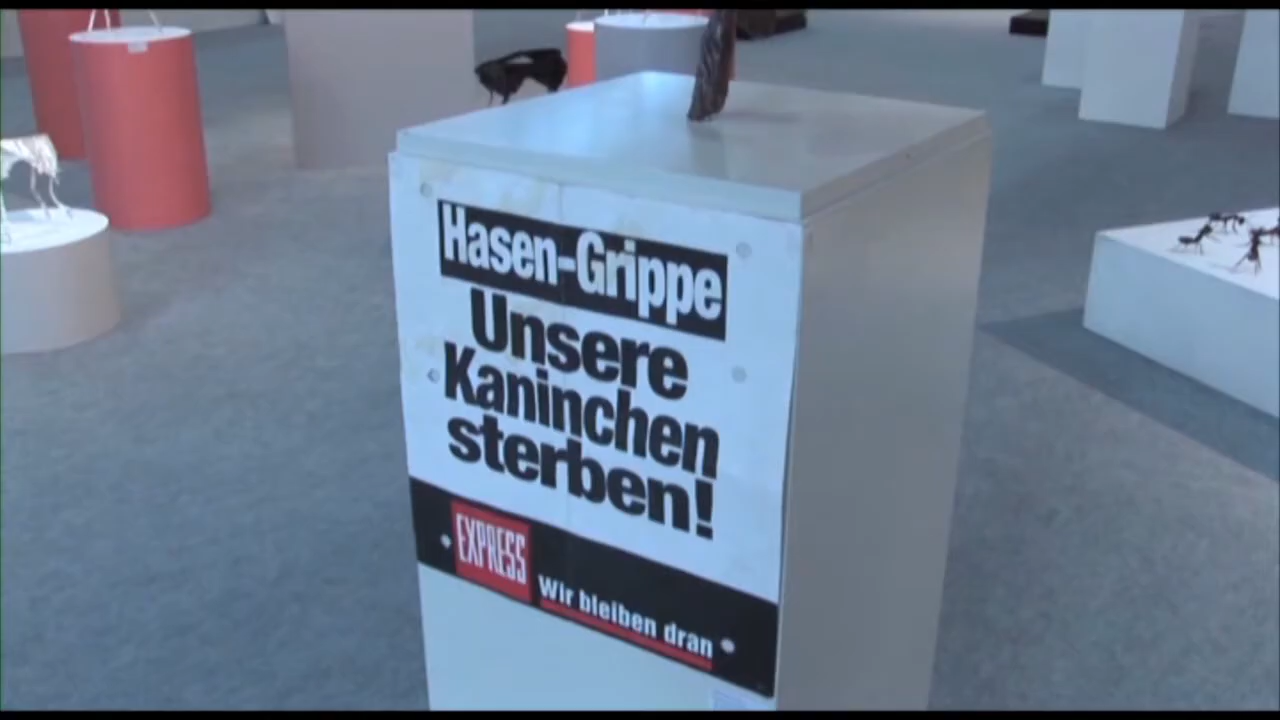 Hasen-Grippe
Unsere
Kaninchen
sterben!
EXPRESS
Wir bleiben dran